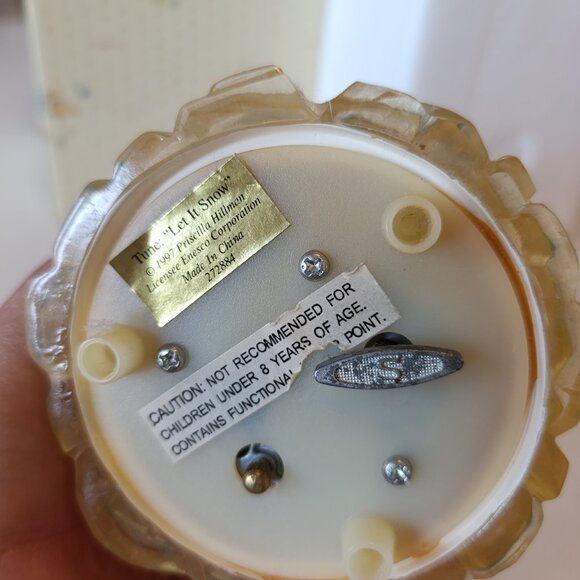 Tune: "Let It Snow"
© 1997 Priscilla Hillman
Licensee Enesco Corporation
Made In China
272884
CAUTION: NOT RECOMMENDED FOR
CHILDREN UNDER 8 YEARS OF AGE.
CONTAINS FUNCTIONAL POINT.
S